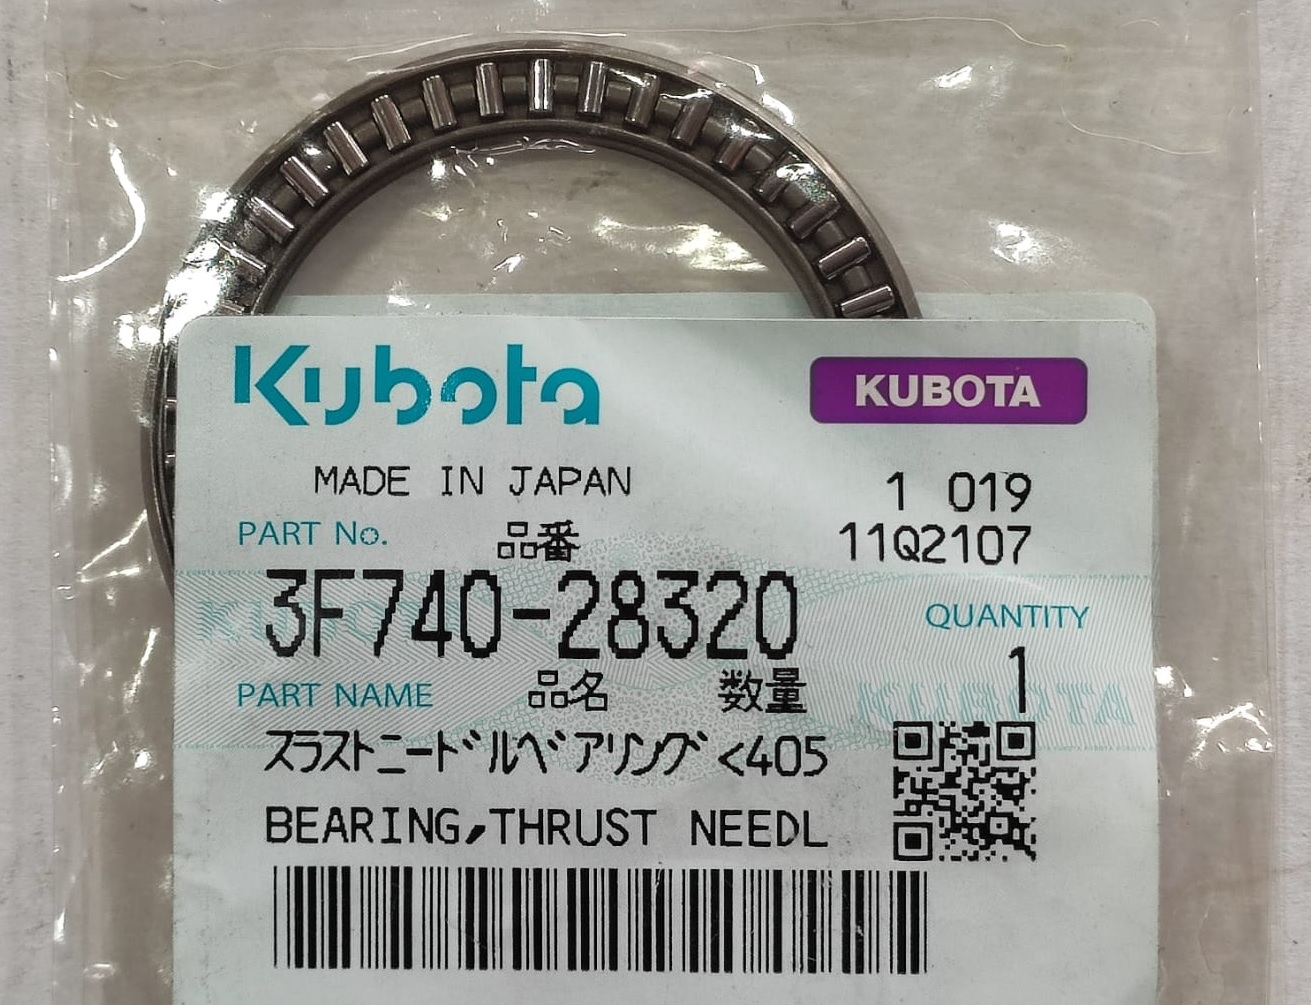 Kubota
KUBOTA
MADE IN JAPAN
1 019
PART No.
品番
11Q2107
3F740-28320
QUANTITY
1
PART NAME
品名
数量
スラストニードルベアリング <405
BEARING,THRUST NEEDL